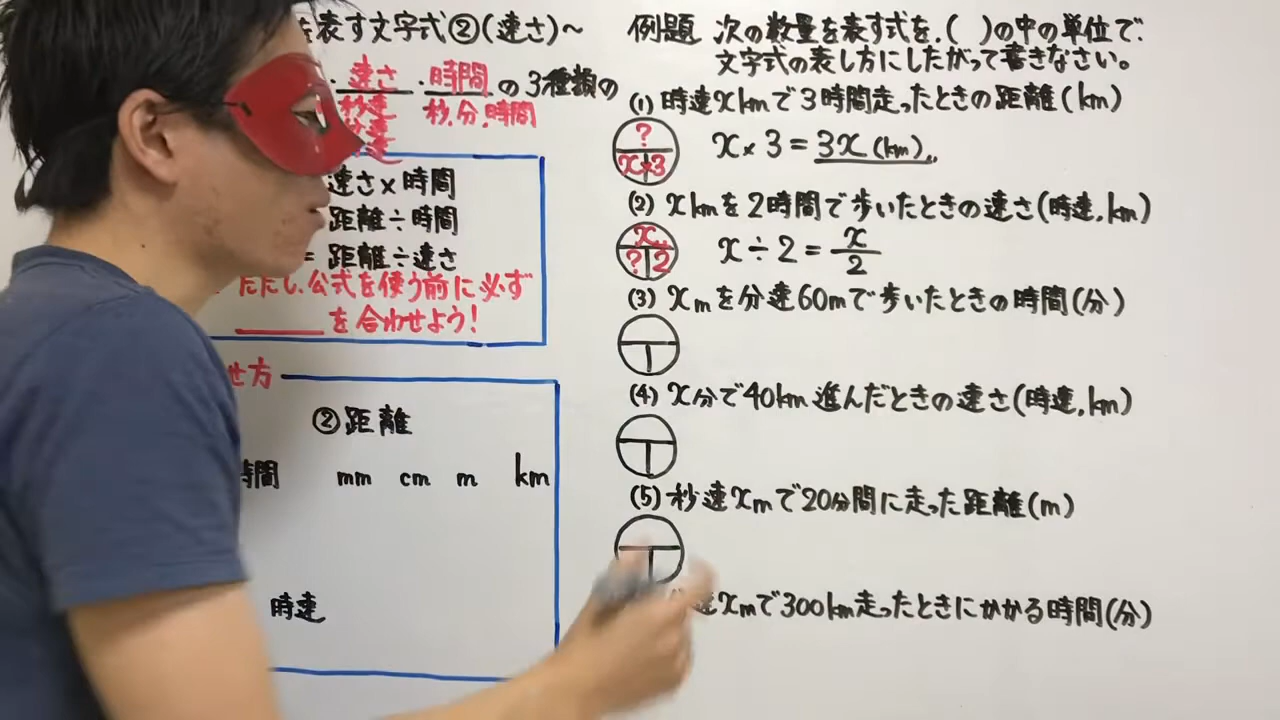 を表す文字式②(速さ)~
・速さ・時間の3種類の
秒速 秒.分.時間
速さ×時間
距離÷時間
= 距離÷速さ
ただし、公式を使う前に必ず
を合わせよう!
せ方
②距離
時間 mm cm m km
時速
例題 次の数量を表す式を、( )の中の単位で、
文字式の表し方にしたがって書きなさい。
(1) 時速xkmで3時間走ったときの距離(km)
?
x×3
x×3=3x(km)
(2) xkmを2時間で歩いたときの速さ(時速,km)
x
? 2
x÷2=x/2
(3) xmを分速60mで歩いたときの時間(分)
(4) x分で40km進んだときの速さ(時速,km)
(5) 秒速xmで20分間に走った距離(m)
速xmで300km走ったときにかかる時間(分)